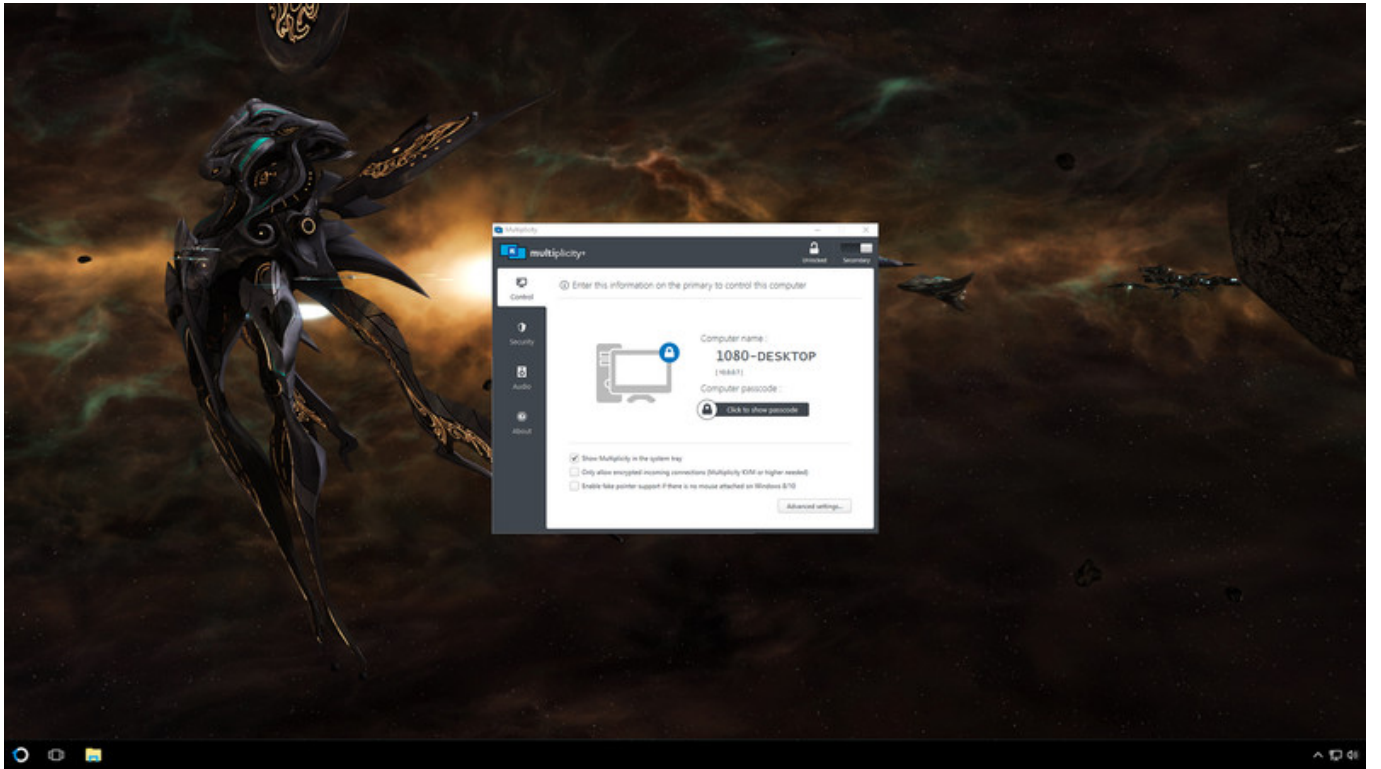 Multiplicity
multiplicity+
Unlocked
Secondary
Control
Enter this information on the primary to control this computer
Security
Audio
About
Computer name :
1080-DESKTOP
Computer passcode :
Click to show passcode
Show Multiplicity in the system tray
Only allow encrypted incoming connections (Multiplicity KVM or higher needed)
Enable fake pointer support if there is no mouse attached on Windows 8/10
Advanced settings...